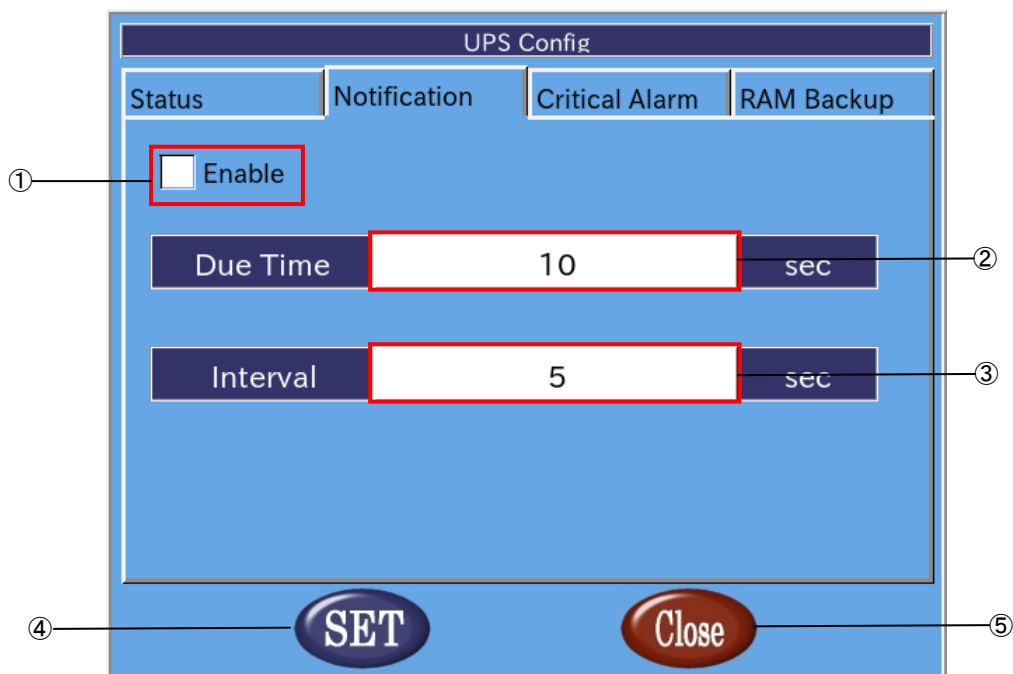 UPS Config
Status Notification Critical Alarm RAM Backup
① Enable
Due Time 10 sec ②
Interval 5 sec ③
④ SET Close ⑤